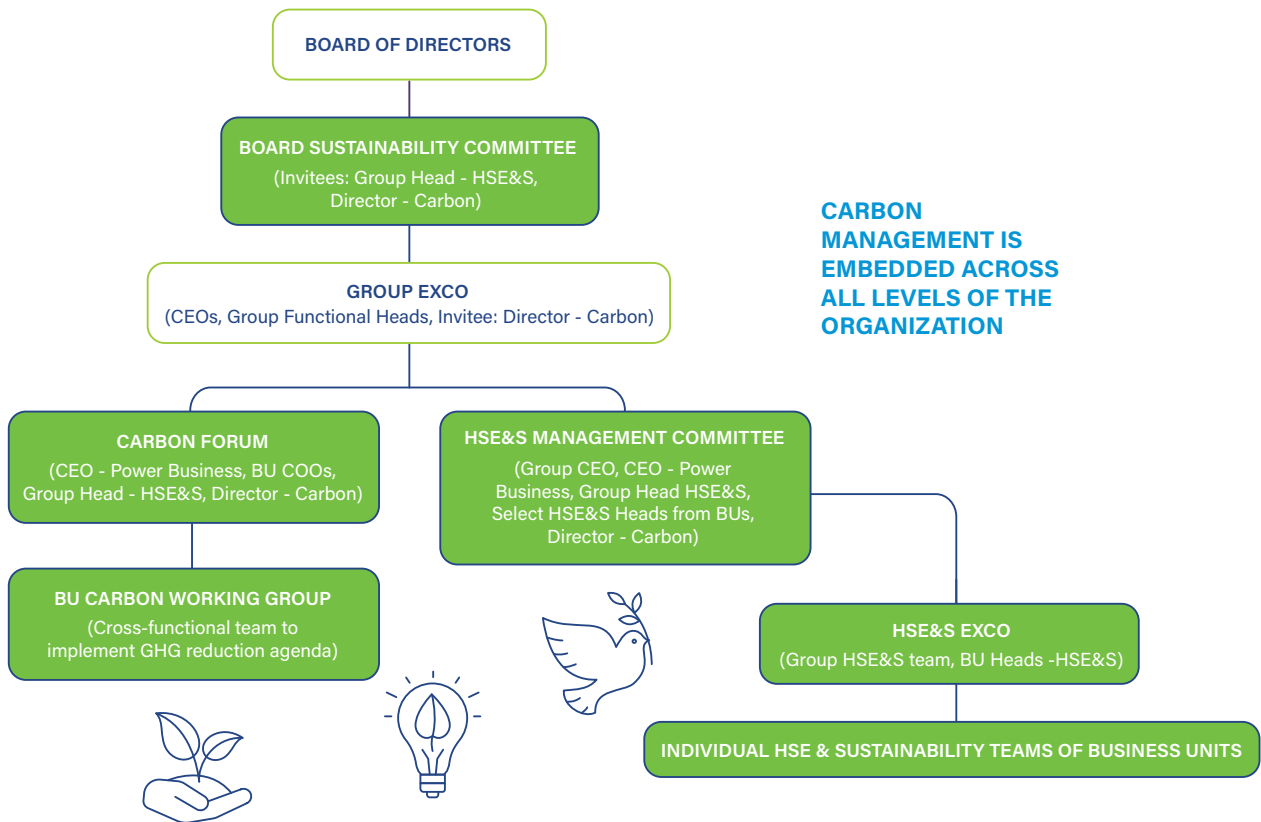 BOARD OF DIRECTORS
BOARD SUSTAINABILITY COMMITTEE
(Invitees: Group Head - HSE&S,
Director - Carbon)
CARBON
MANAGEMENT IS
EMBEDDED ACROSS
ALL LEVELS OF THE
ORGANIZATION
GROUP EXCO
(CEOs, Group Functional Heads, Invitee: Director - Carbon)
CARBON FORUM
(CEO - Power Business, BU COOs,
Group Head - HSE&S, Director - Carbon)
HSE&S MANAGEMENT COMMITTEE
(Group CEO, CEO - Power
Business, Group Head HSE&S,
Select HSE&S Heads from BUs,
Director - Carbon)
BU CARBON WORKING GROUP
(Cross-functional team to
implement GHG reduction agenda)
HSE&S EXCO
(Group HSE&S team, BU Heads -HSE&S)
INDIVIDUAL HSE & SUSTAINABILITY TEAMS OF BUSINESS UNITS